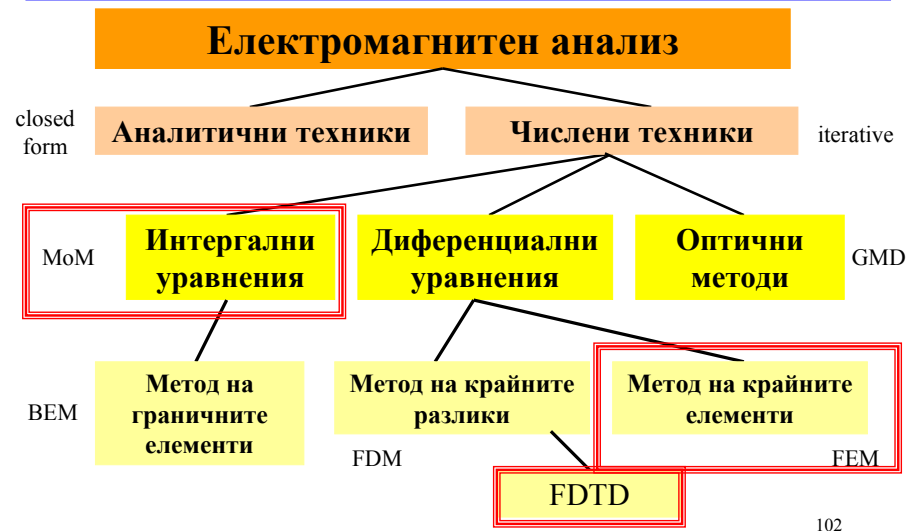 Електромагнитен анализ
closed
form
Аналитични техники
Числени техники
iterative
MoM
Интергални
уравнения
Диференциални
уравнения
Оптични
методи
GMD
BEM
Метод на
граничните
елементи
Метод на крайните
разлики
FDM
Метод на крайните
елементи
FEM
FDTD
102